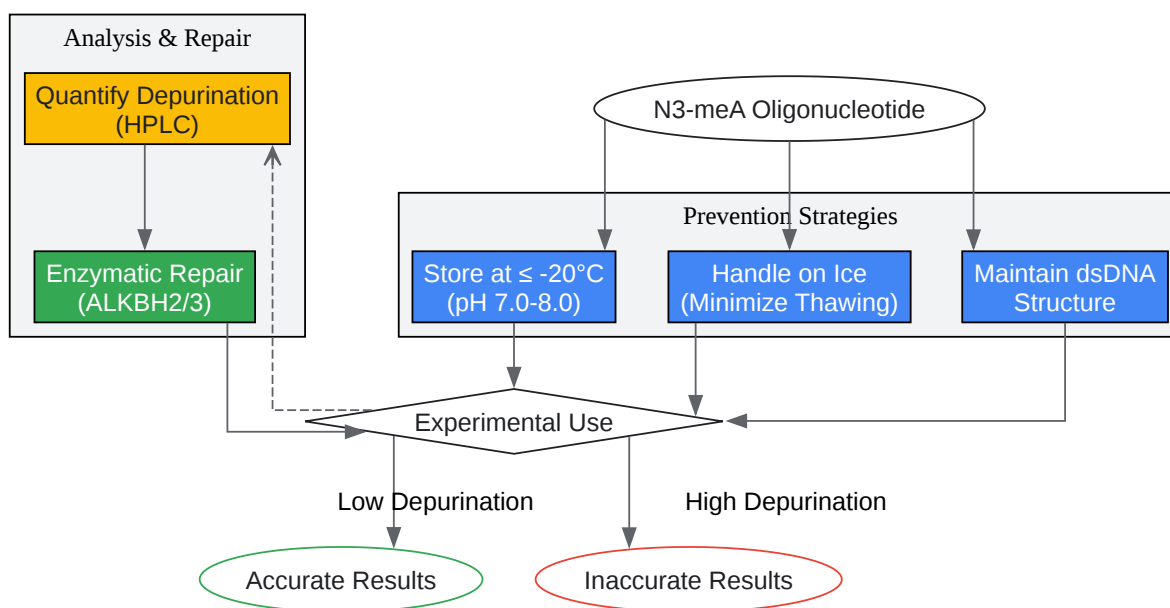 Analysis & Repair
Quantify Depurination
(HPLC)
N3-meA Oligonucleotide
Prevention Strategies
Enzymatic Repair
(ALKBH2/3)
Store at ≤ -20°C
(pH 7.0-8.0)
Handle on Ice
(Minimize Thawing)
Maintain dsDNA
Structure
Experimental Use
Low Depurination
High Depurination
Accurate Results
Inaccurate Results